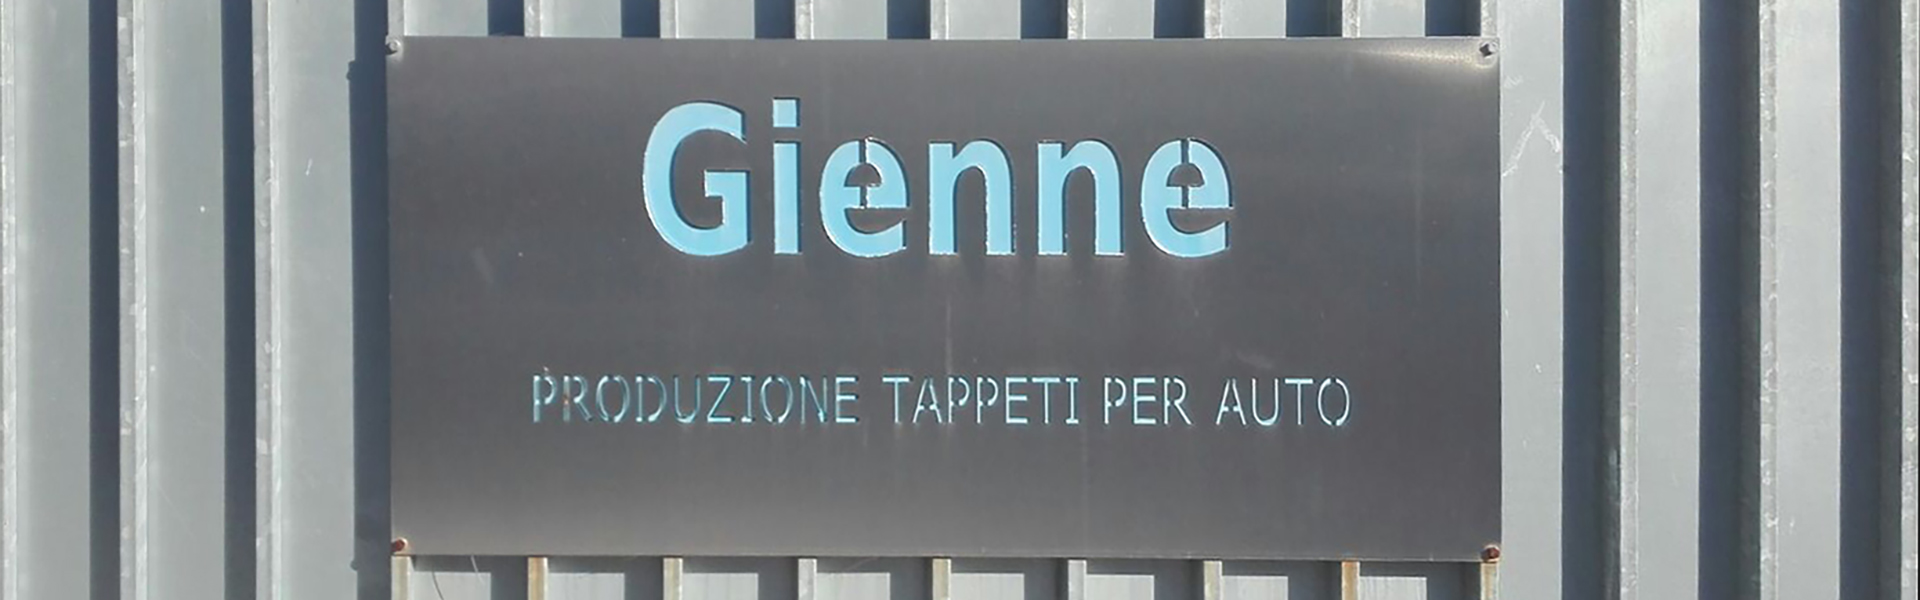 Gienne
PRODUZIONE TAPPETI PER AUTO